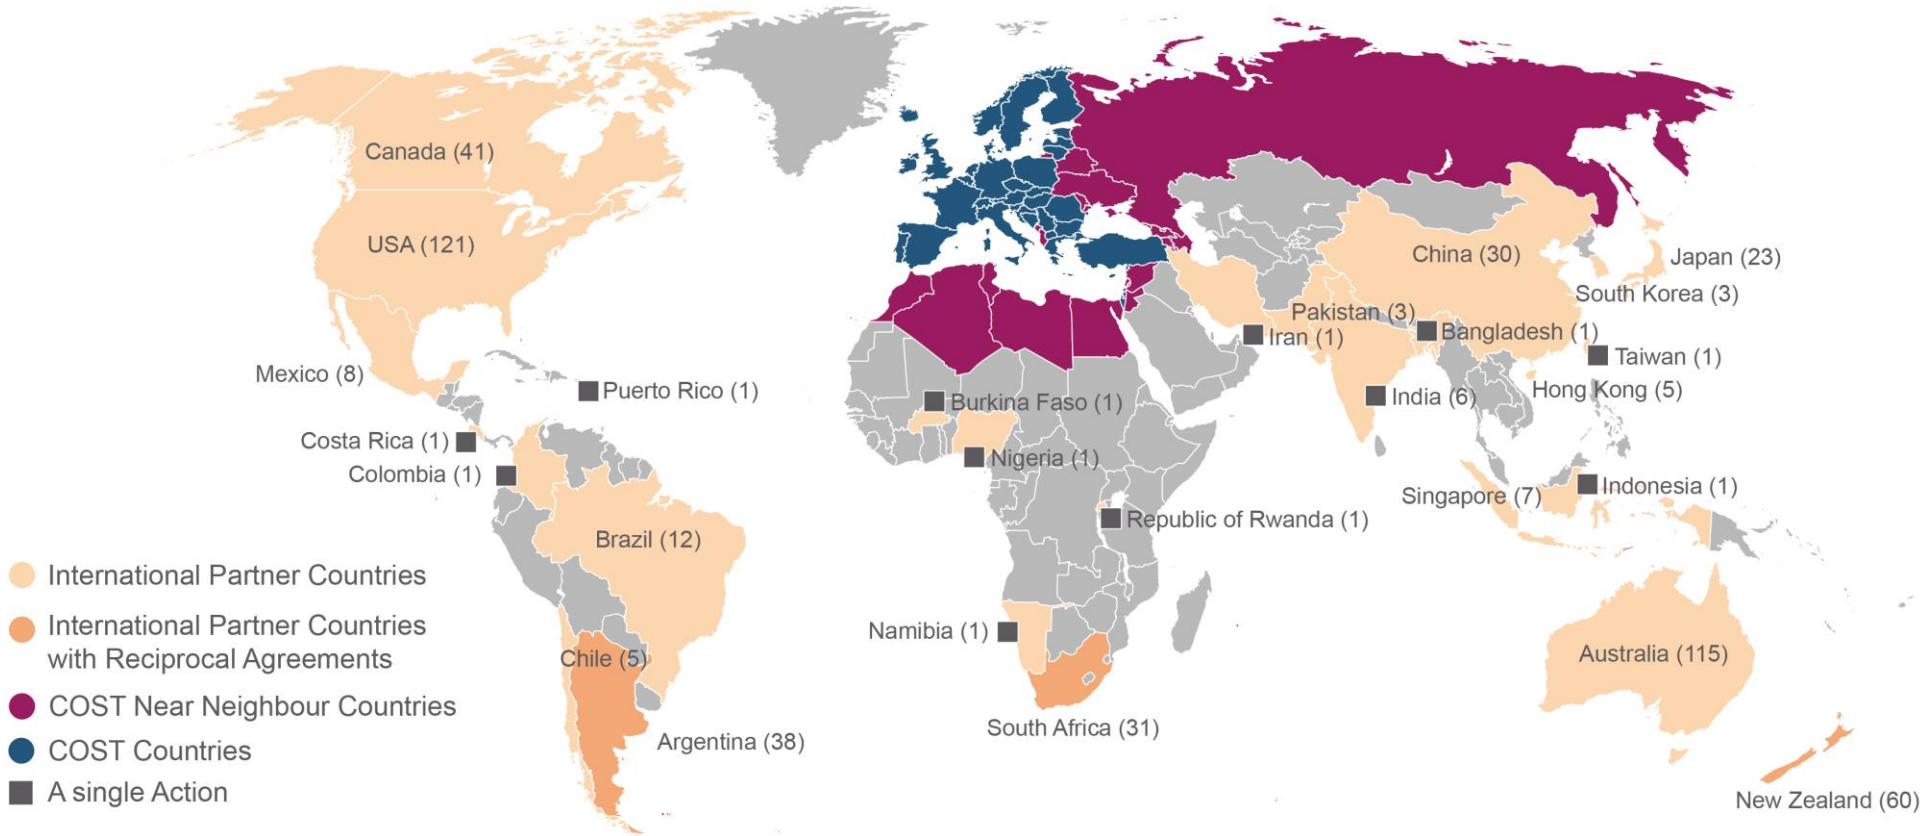 Canada (41)
USA (121)
Mexico (8)
Puerto Rico (1)
Costa Rica (1)
Colombia (1)
Brazil (12)
Chile (5)
Argentina (38)
Burkina Faso (1)
Nigeria (1)
Republic of Rwanda (1)
Namibia (1)
South Africa (31)
China (30)
Japan (23)
South Korea (3)
Pakistan (3)
Iran (1)
Bangladesh (1)
Taiwan (1)
India (6)
Hong Kong (5)
Singapore (7)
Indonesia (1)
Australia (115)
New Zealand (60)
International Partner Countries
International Partner Countries
with Reciprocal Agreements
COST Near Neighbour Countries
COST Countries
A single Action